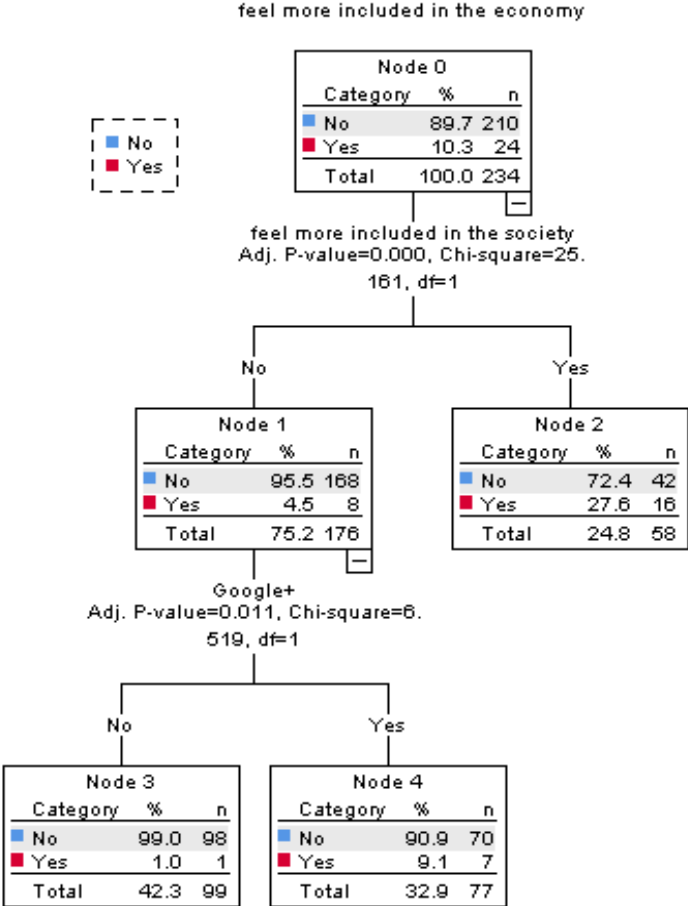 feel more included in the economy
No
Yes
Node 0
Category % n
No 89.7 210
Yes 10.3 24
Total 100.0 234
feel more included in the society
Adj. P-value=0.000, Chi-square=25.
161, df=1
No
Yes
Node 1
Category % n
No 95.5 168
Yes 4.5 8
Total 75.2 176
Node 2
Category % n
No 72.4 42
Yes 27.6 16
Total 24.8 58
Google+
Adj. P-value=0.011, Chi-square=6.
519, df=1
No
Yes
Node 3
Category % n
No 99.0 98
Yes 1.0 1
Total 42.3 99
Node 4
Category % n
No 90.9 70
Yes 9.1 7
Total 32.9 77